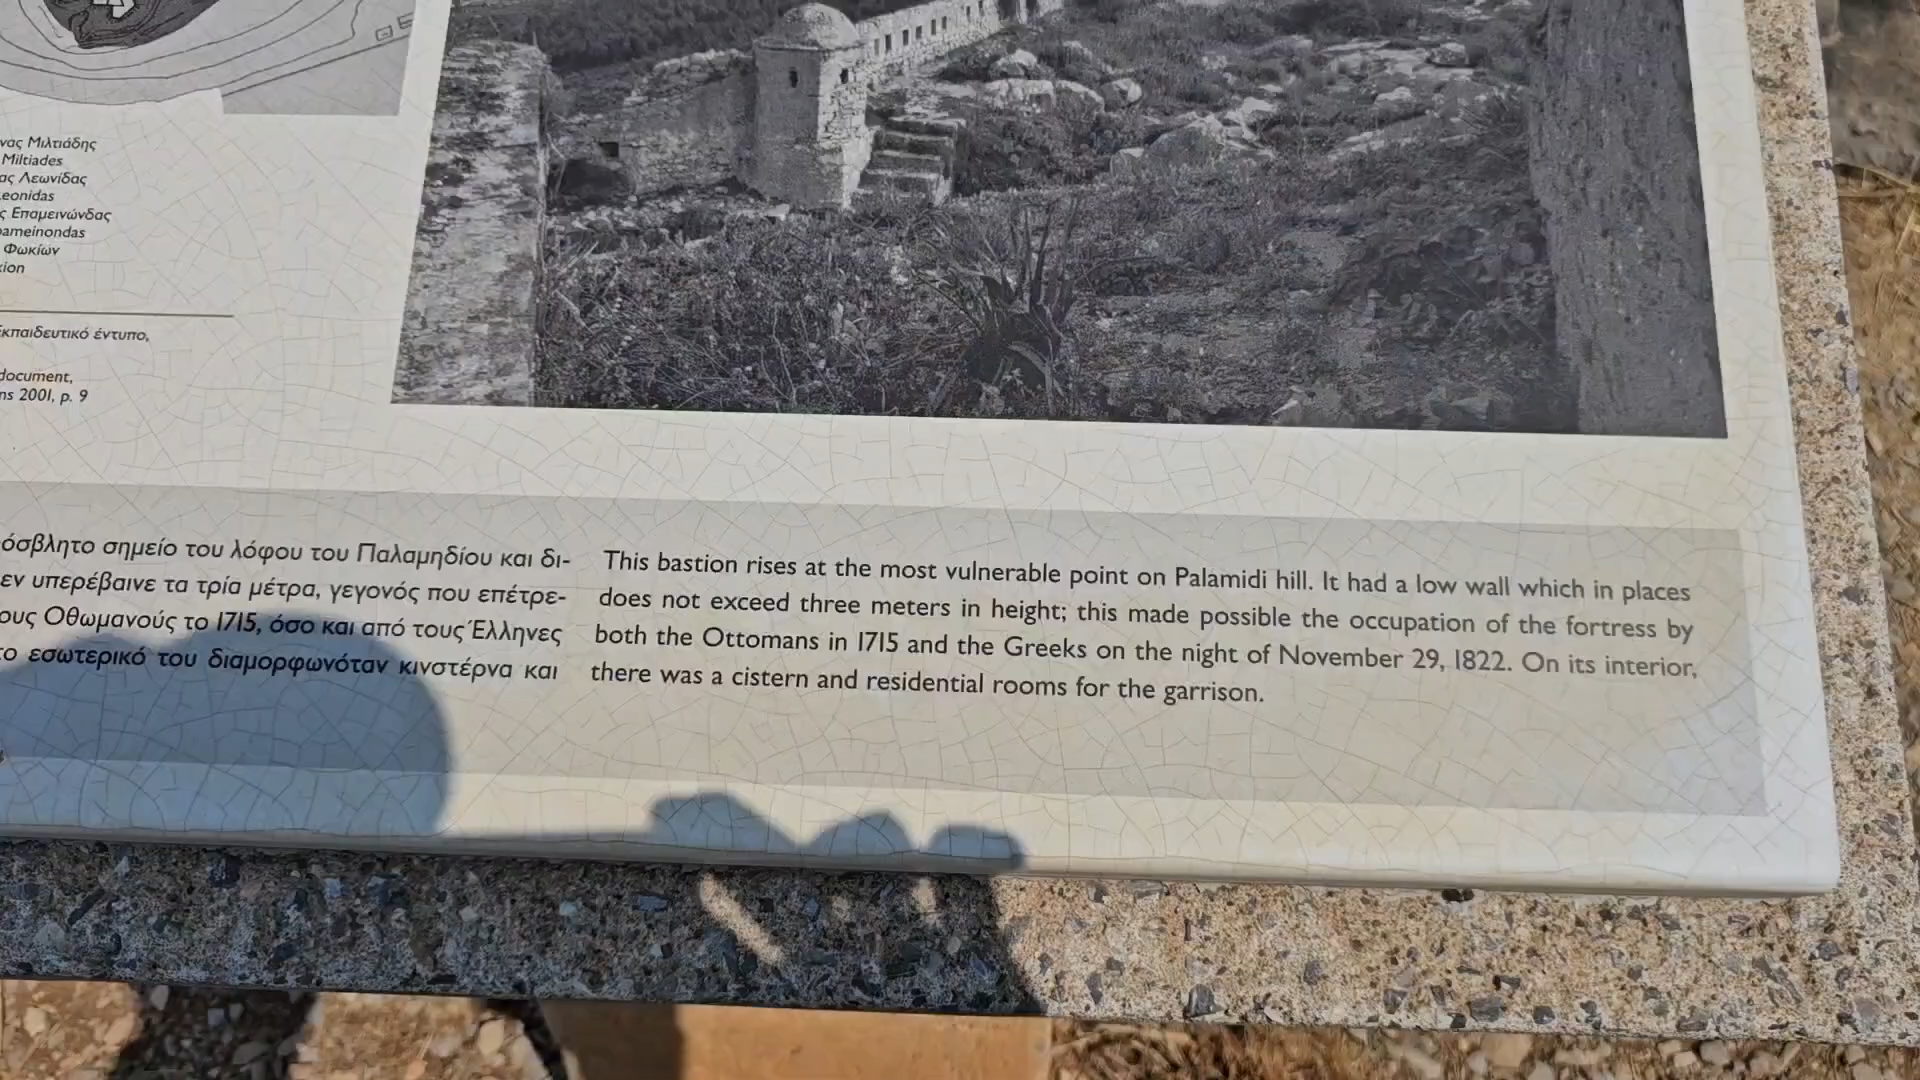 νας Μιλτιάδης
Miltiades
ας Λεωνίδας
Leonidas
ς Επαμεινώνδας
pameinondas
Φωκίων
kion
Εκπαιδευτικό έντυπο,
document,
ns 2001, p. 9
όσβλητο σημείο του λόφου του Παλαμηδίου και δι-
εν υπερέβαινε τα τρία μέτρα, γεγονός που επέτρε-
ους Οθωμανούς το 1715, όσο και από τους Έλληνες
το εσωτερικό του διαμορφωνόταν κινστέρνα και
This bastion rises at the most vulnerable point on Palamidi hill. It had a low wall which in places
does not exceed three meters in height; this made possible the occupation of the fortress by
both the Ottomans in 1715 and the Greeks on the night of November 29, 1822. On its interior,
there was a cistern and residential rooms for the garrison.